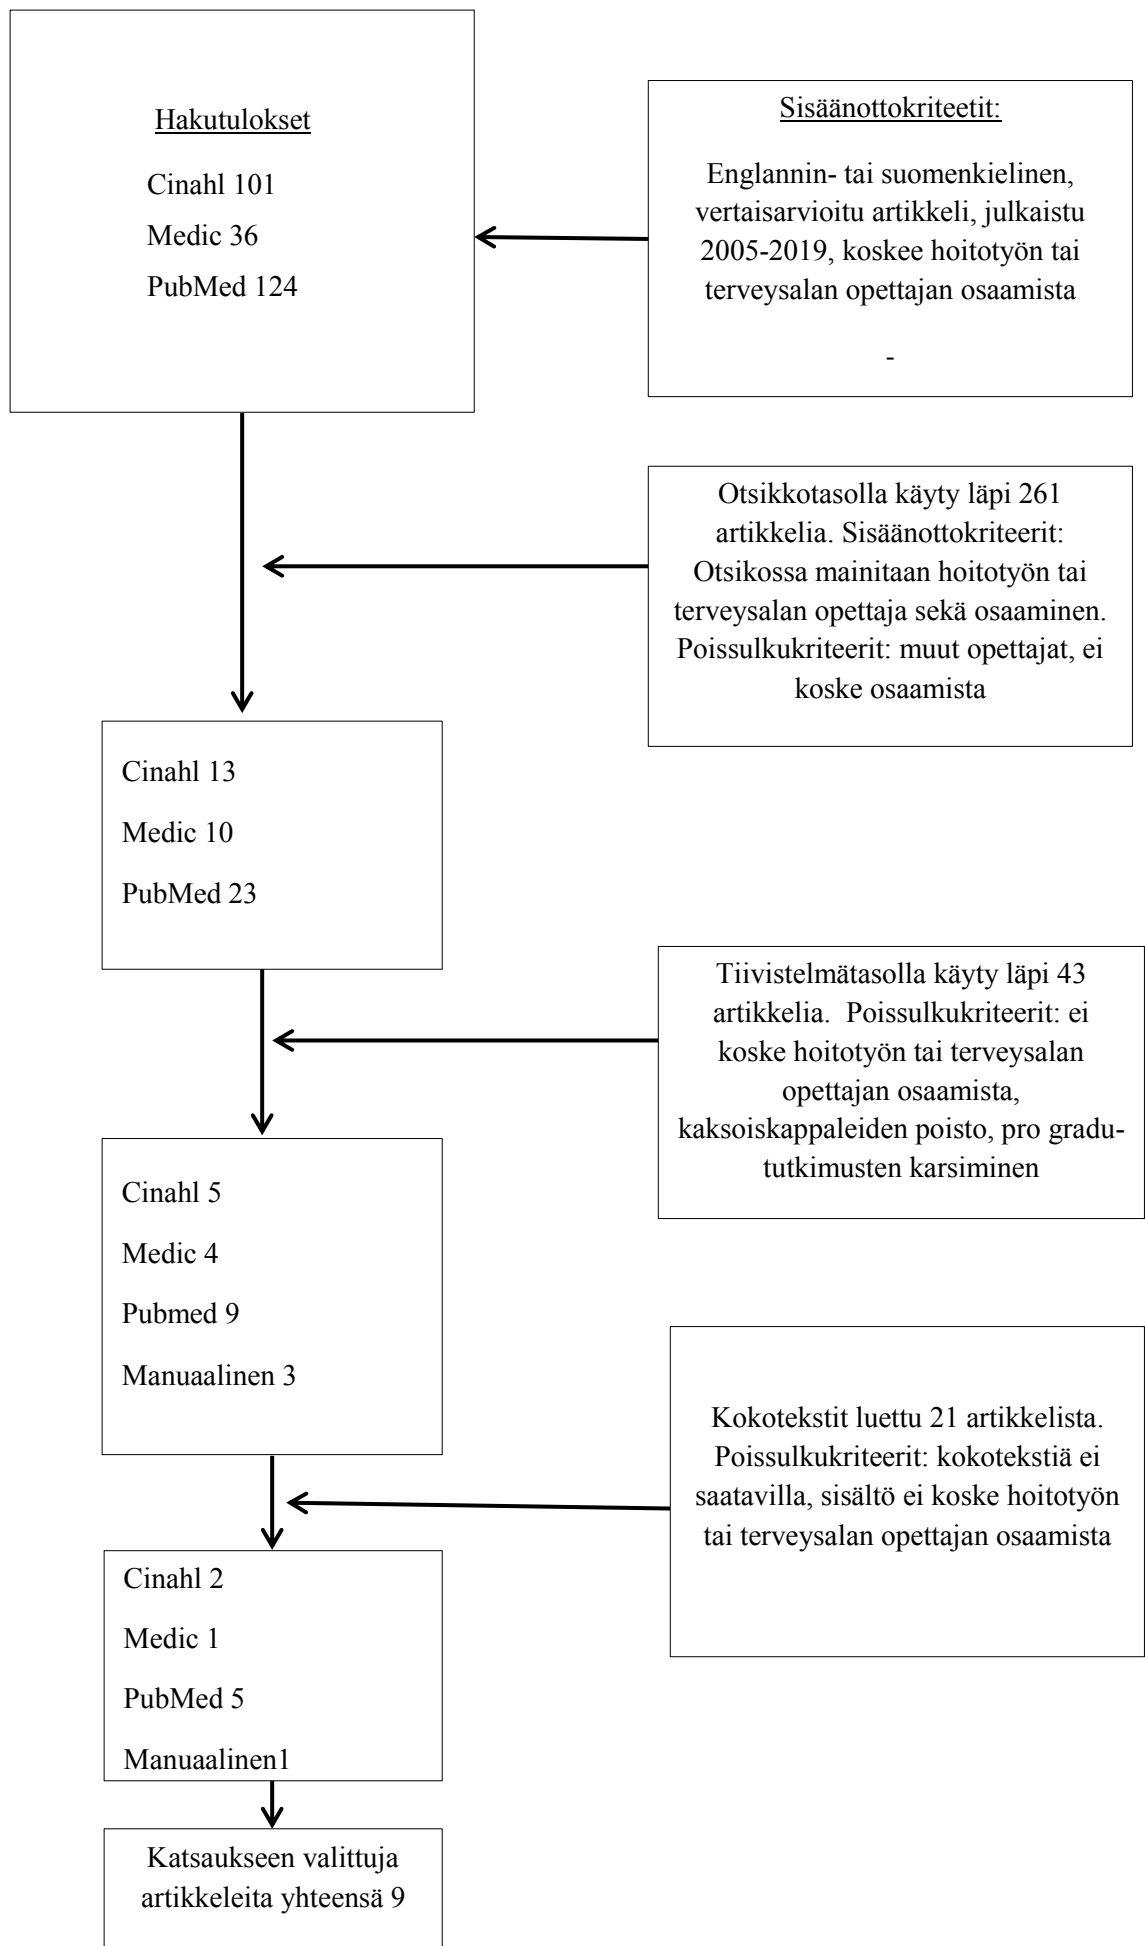 Hakutulokset
Cinahl 101
Medic 36
PubMed 124
Sisäänottokriteetit:
Englannin- tai suomenkielinen,
vertaisarvioitu artikkeli, julkaistu
2005-2019, koskee hoitotyön tai
terveysalan opettajan osaamista
-
Otsikkotasolla käyty läpi 261
artikkelia. Sisäänottokriteerit:
Otsikossa mainitaan hoitotyön tai
terveysalan opettaja sekä osaaminen.
Poissulkukriteerit: muut opettajat, ei
koske osaamista
Cinahl 13
Medic 10
PubMed 23
Tiivistelmätasolla käyty läpi 43
artikkelia.  Poissulkukriteerit: ei
koske hoitotyön tai terveysalan
opettajan osaamista,
kaksoiskappaleiden poisto, pro gradu-
tutkimusten karsiminen
Cinahl 5
Medic 4
Pubmed 9
Manuaalinen 3
Kokotekstit luettu 21 artikkelista.
Poissulkukriteerit: kokotekstiä ei
saatavilla, sisältö ei koske hoitotyön
tai terveysalan opettajan osaamista
Cinahl 2
Medic 1
PubMed 5
Manuaalinen1
Katsaukseen valittuja
artikkeleita yhteensä 9